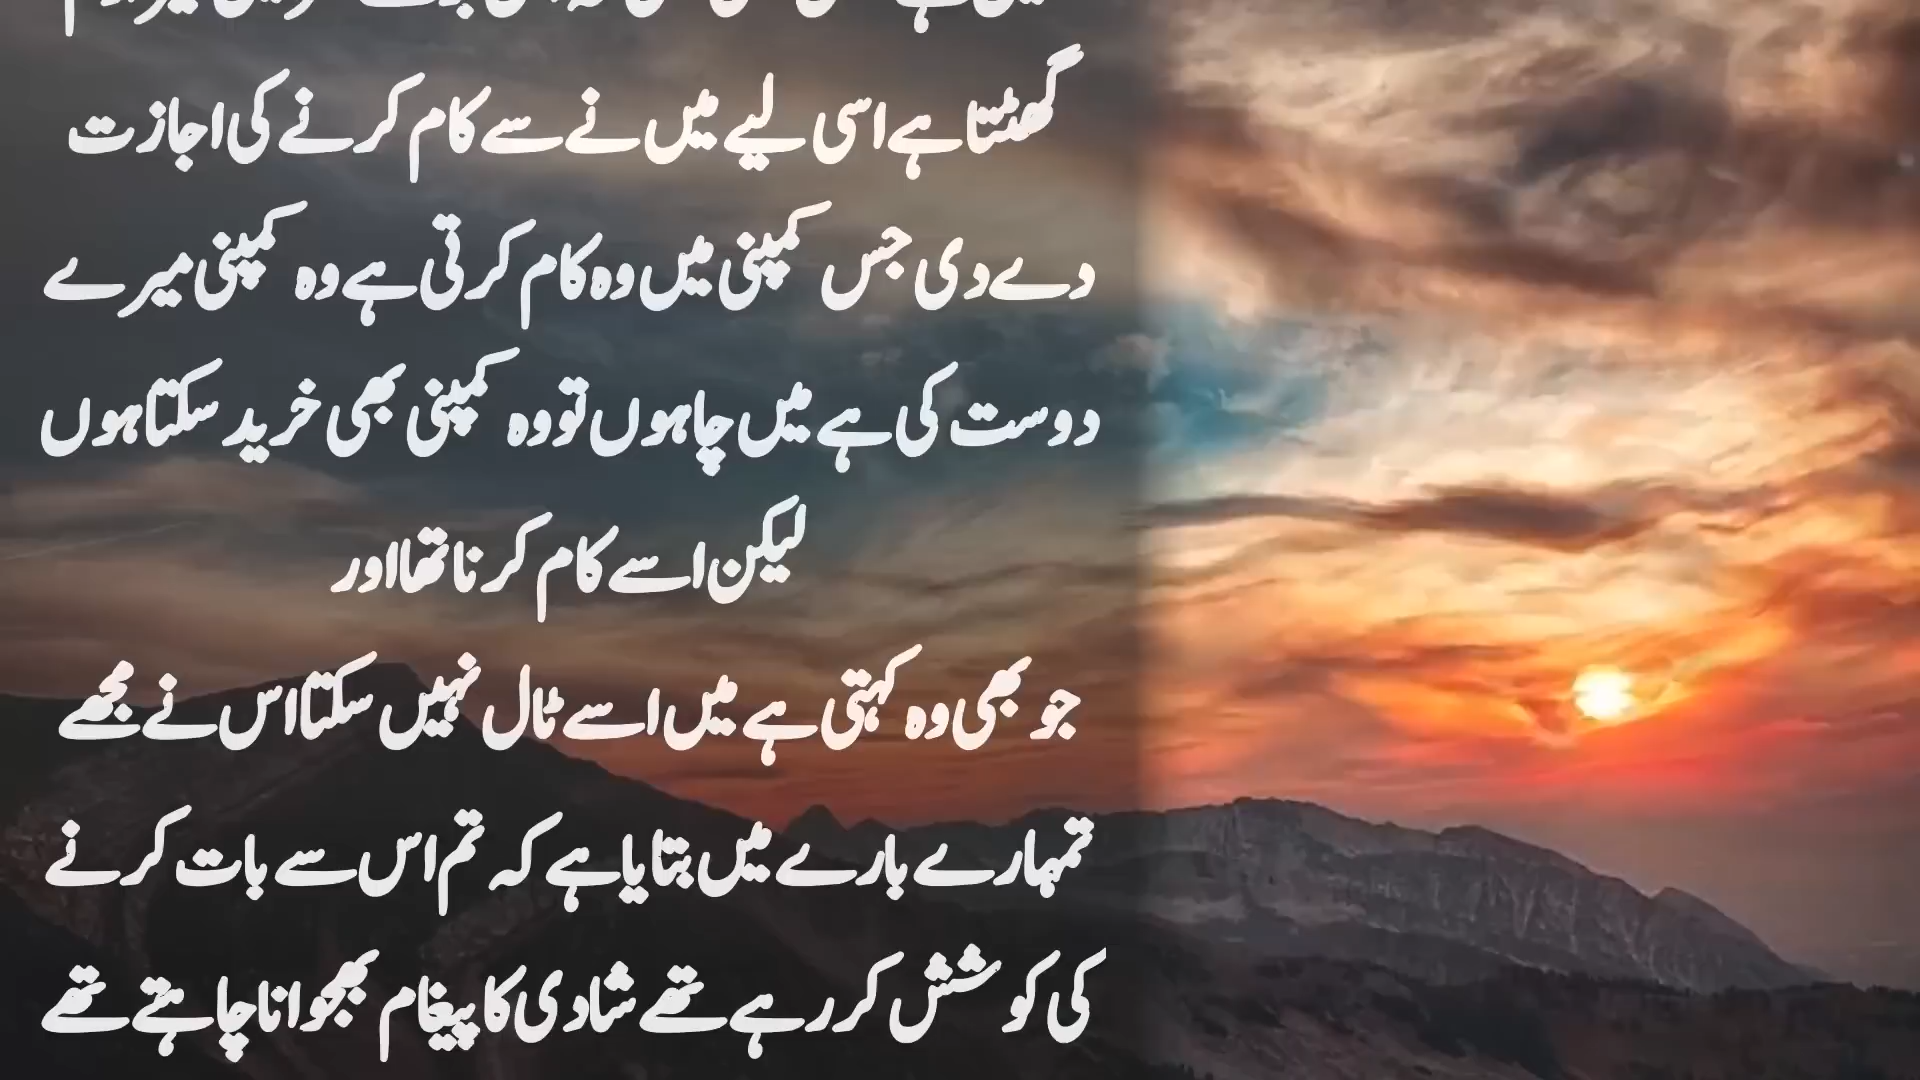 گھٹتا ہے اسی لیے میں نے سے کام کرنے کی اجازت
دے دی جس کمپنی میں وہ کام کرتی ہے وہ کمپنی میرے
دوست کی ہے میں چاہوں تو وہ کمپنی بھی خرید سکتا ہوں
لیکن اسے کام کرنا تھا اور
جو بھی وہ کہتی ہے میں اسے ٹال نہیں سکتا اس نے مجھے
تمہارے بارے میں بتایا ہے کہ تم اس سے بات کرنے
کی کوشش کر رہے تھے شادی کا پیغام بھجوانا چاہتے تھے